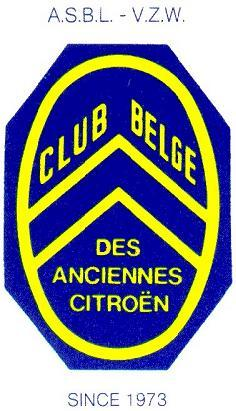 A.S.B.L. - V.Z.W.
CLUB BELGE
DES
ANCIENNES
CITROËN
SINCE 1973